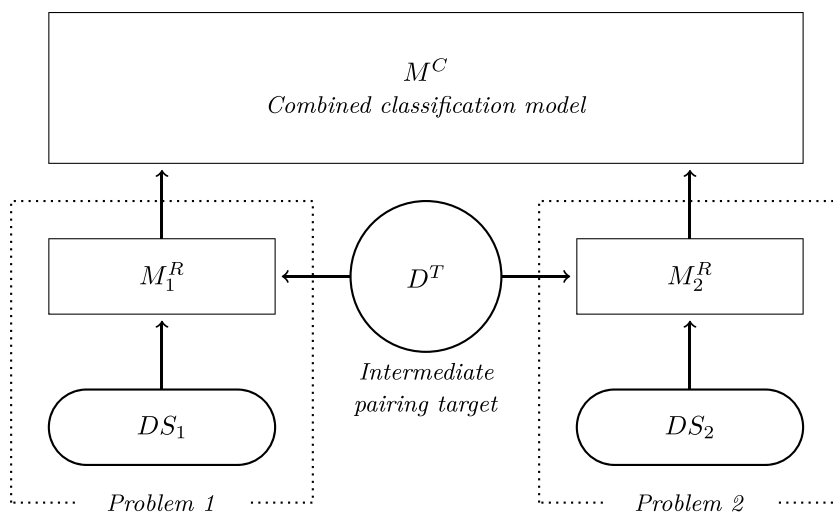 M^C
Combined classification model
M_1^R
D^T
M_2^R
Intermediate
pairing target
DS_1
DS_2
Problem 1
Problem 2